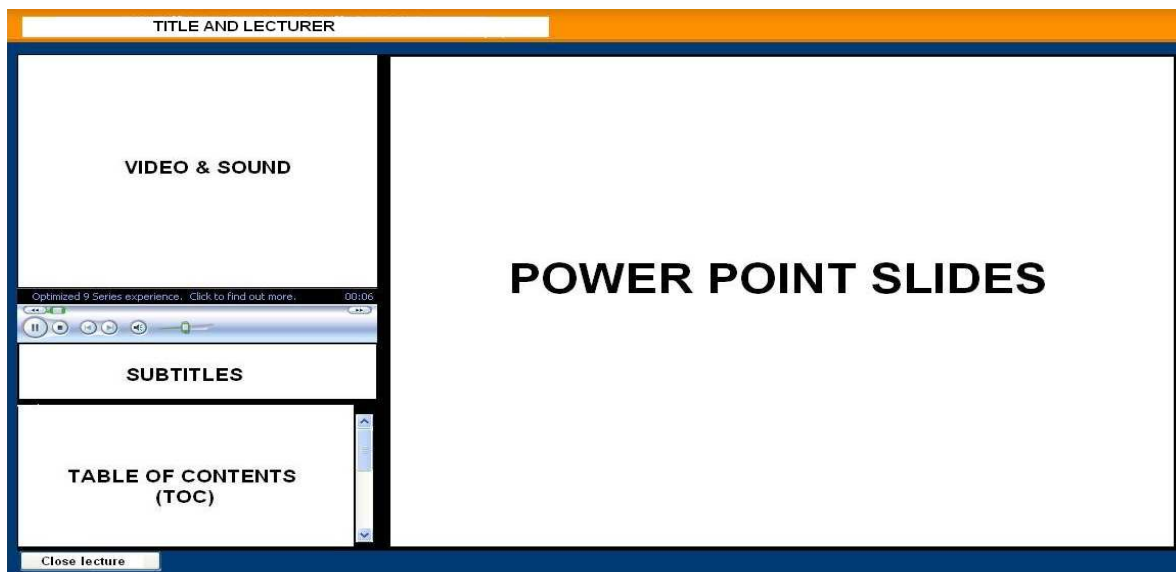 TITLE AND LECTURER
VIDEO & SOUND
Optimized 9 Series experience. Click to find out more. 00:06
SUBTITLES
TABLE OF CONTENTS
(TOC)
Close lecture
POWER POINT SLIDES